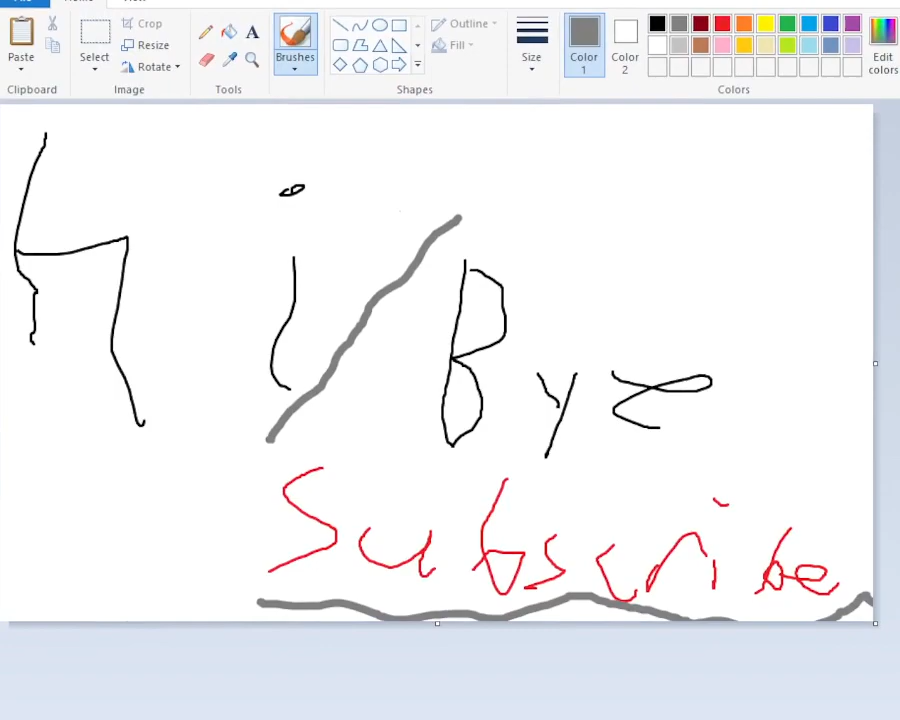 Paste
Crop
Resize
Rotate
Select
A
Brushes
Outline
Fill
Size
Color 1
Color 2
Edit colors
Clipboard
Image
Tools
Shapes
Colors
Hi / Bye
Subscribe